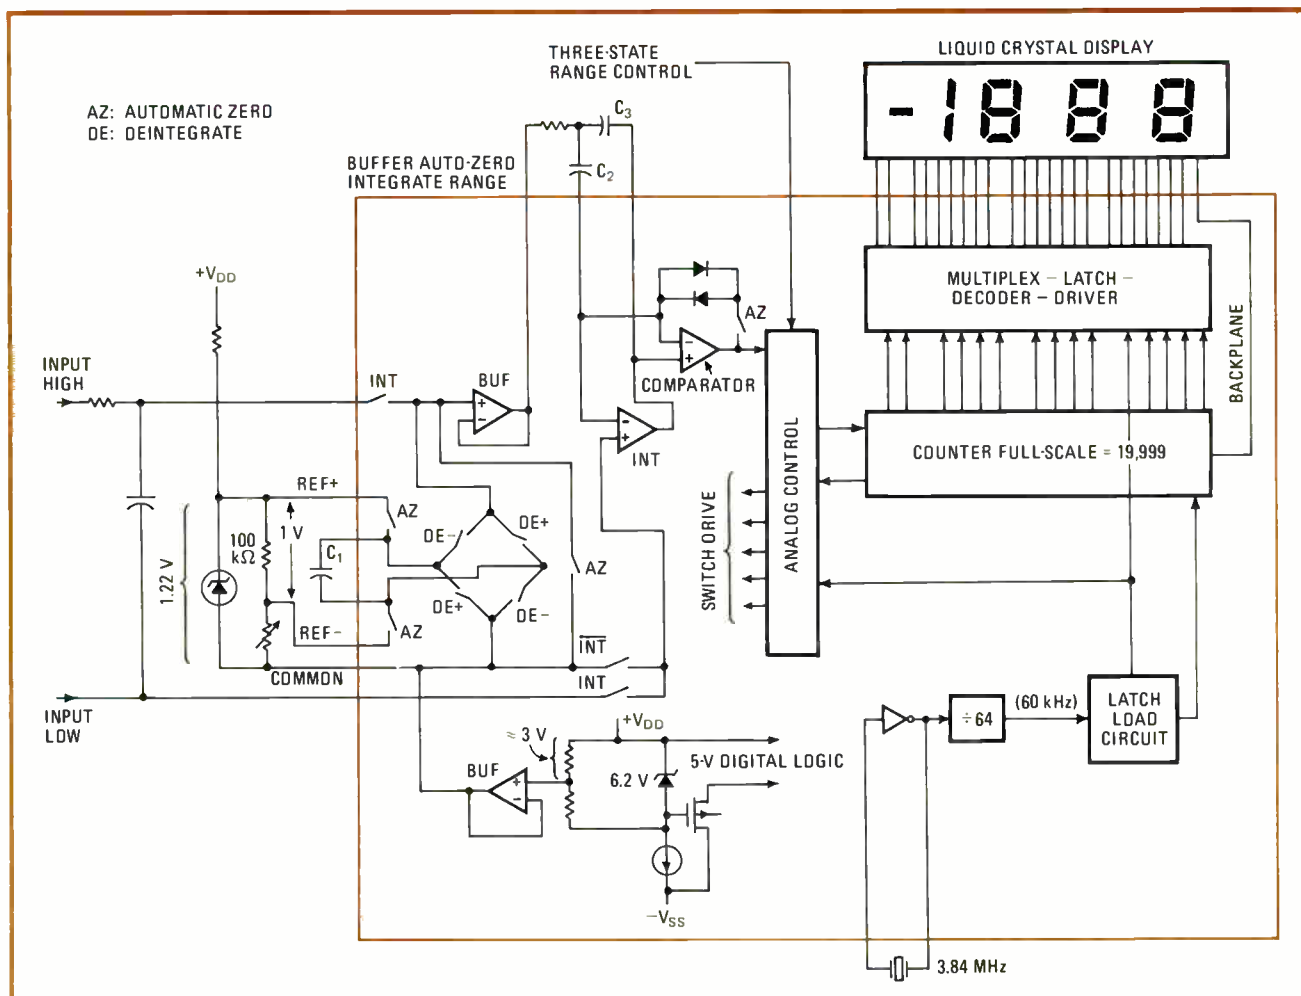 LIQUID CRYSTAL DISPLAY
THREE-STATE
RANGE CONTROL
-1888
AZ: AUTOMATIC ZERO
DE: DEINTEGRATE
C3
BUFFER AUTO-ZERO
INTEGRATE RANGE
C2
+VDD
MULTIPLEX – LATCH –
DECODER – DRIVER
AZ
BACKPLANE
INPUT
HIGH
INT
BUF
COMPARATOR
INT
ANALOG CONTROL
COUNTER FULL-SCALE = 19,999
REF+
AZ
1 V
100
kΩ
C1
1.22 V
DE-
DE+
AZ
DE+
DE-
SWITCH DRIVE
REF-
AZ
INT
COMMON
INT
INPUT
LOW
+VDD
≈ 3 V
BUF
6.2 V
5-V DIGITAL LOGIC
÷ 64
(60 kHz)
LATCH
LOAD
CIRCUIT
-VSS
3.84 MHz